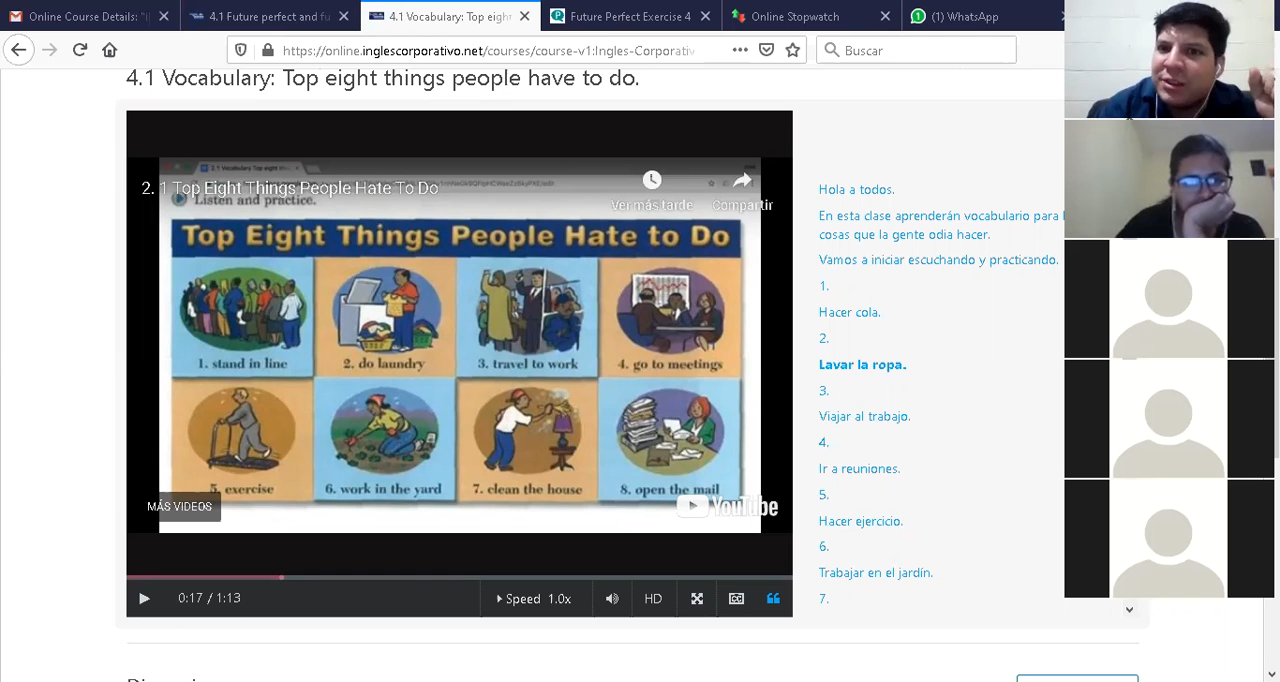 Online Course Details: "I
4.1 Future perfect and fu
4.1 Vocabulary: Top eigh
Future Perfect Exercise 4
Online Stopwatch
(1) WhatsApp
https://online.inglescorporativo.net/courses/course-v1:Ingles-Corporativ
Buscar
4.1 Vocabulary: Top eight things people have to do.
2. 1 Top Eight Things People Hate To Do
Ver más tarde
Compartir
Listen and practice.
Top Eight Things People Hate to Do
1. stand in line
2. do laundry
3. travel to work
4. go to meetings
5. exercise
6. work in the yard
7. clean the house
8. open the mail
MÁS VIDEOS
YouTube
0:17 / 1:13
Speed 1.0x
HD
Hola a todos.
En esta clase aprenderán vocabulario para
cosas que la gente odia hacer.
Vamos a iniciar escuchando y practicando.
1.
Hacer cola.
2.
Lavar la ropa.
3.
Viajar al trabajo.
4.
Ir a reuniones.
5.
Hacer ejercicio.
6.
Trabajar en el jardín.
7.